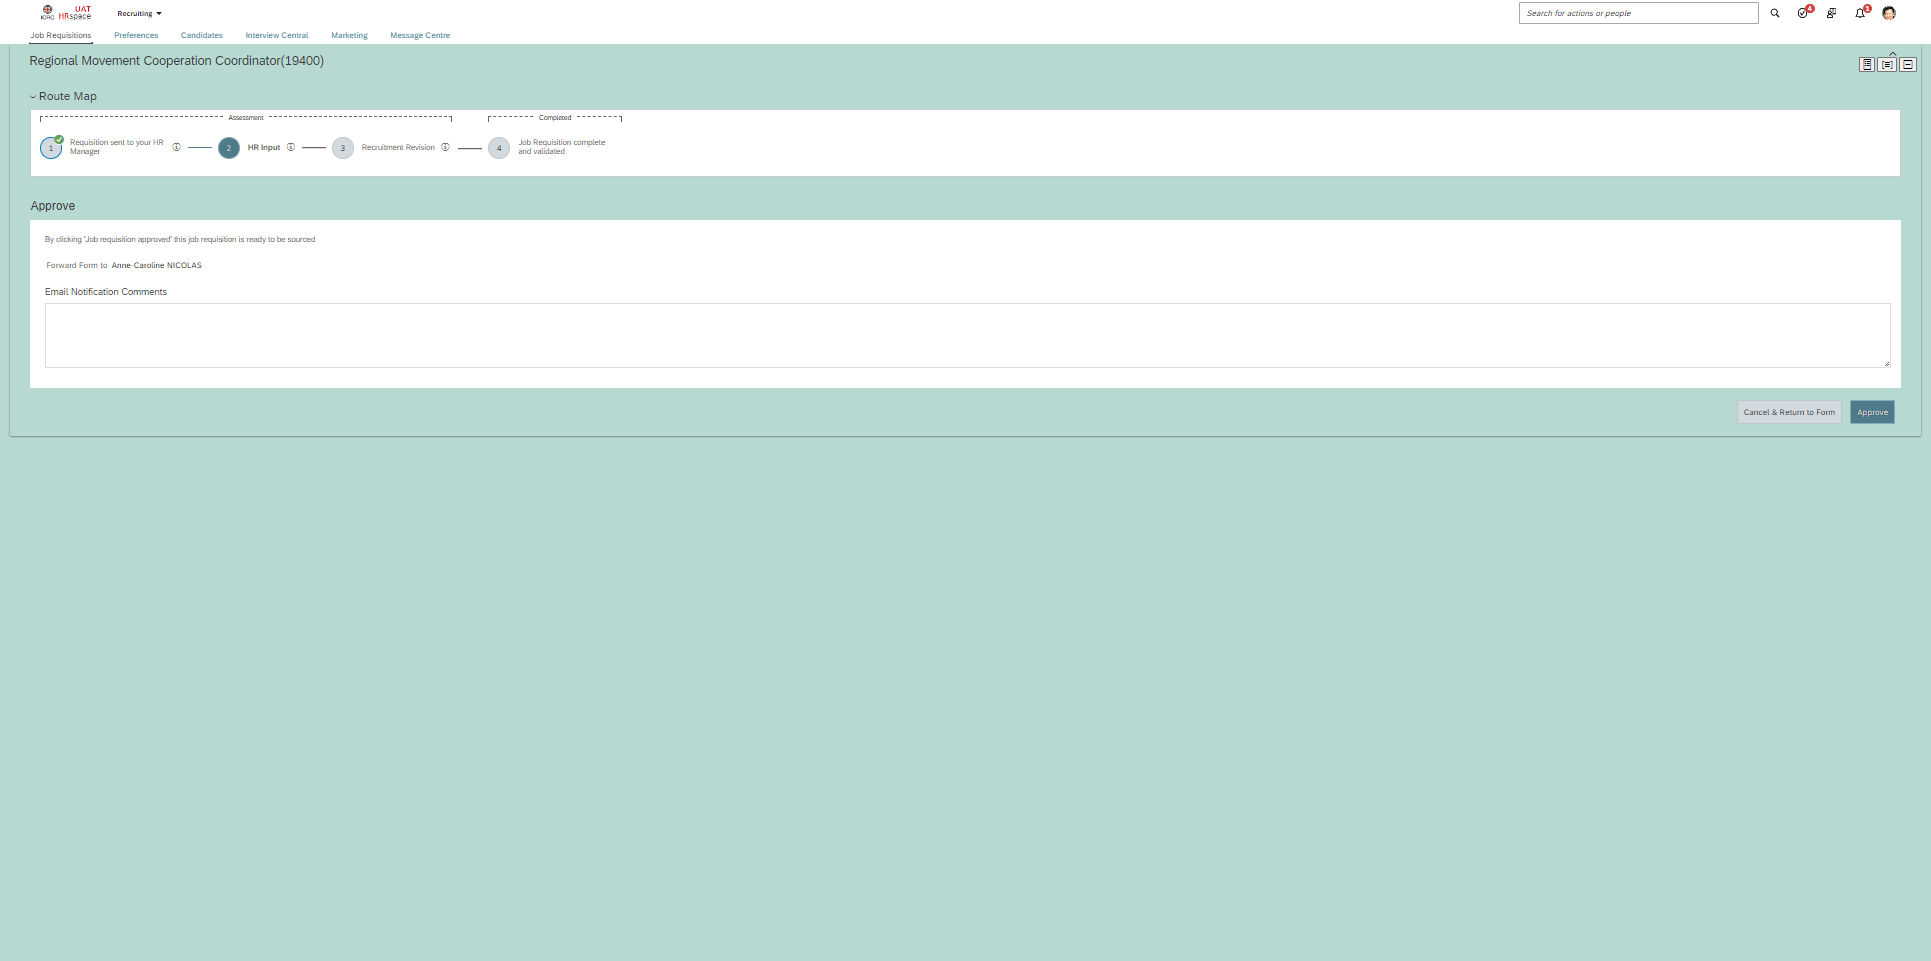 UAT
ICRC HRspace
Recruiting
Search for actions or people
4
1
Job Requisitions
Preferences
Candidates
Interview Central
Marketing
Message Centre
Regional Movement Cooperation Coordinator(19400)
Route Map
Assessment
Completed
1
Requisition sent to your HR
Manager
2
HR Input
3
Recruitment Revision
4
Job Requisition complete
and validated
Approve
By clicking 'Job requisition approved' this job requisition is ready to be sourced
Forward Form to Anne-Caroline NICOLAS
Email Notification Comments
Cancel & Return to Form
Approve